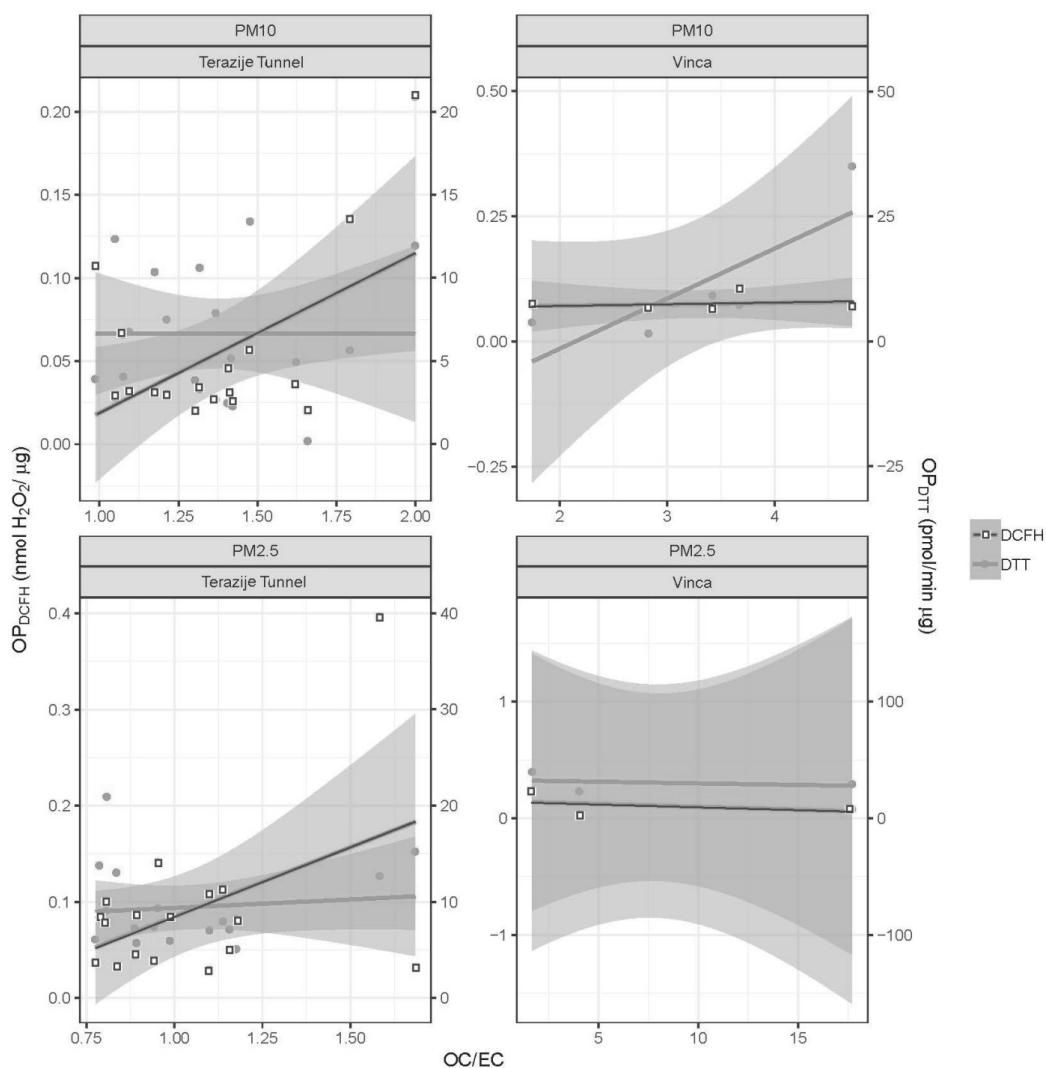 PM10
Terazije Tunnel
0.20
0.15
0.10
0.05
0.00
20
15
10
5
0
1.00 1.25 1.50 1.75 2.00
PM10
Vinca
0.50
0.25
0.00
−0.25
50
25
0
−25
2 3 4
PM2.5
Terazije Tunnel
0.4
0.3
0.2
0.1
0.0
40
30
20
10
0
0.75 1.00 1.25 1.50
PM2.5
Vinca
1
0
−1
100
0
−100
5 10 15
OP_DCFH (nmol H₂O₂/ µg)
OP_DTT (pmol/min µg)
OC/EC
DCFH
DTT